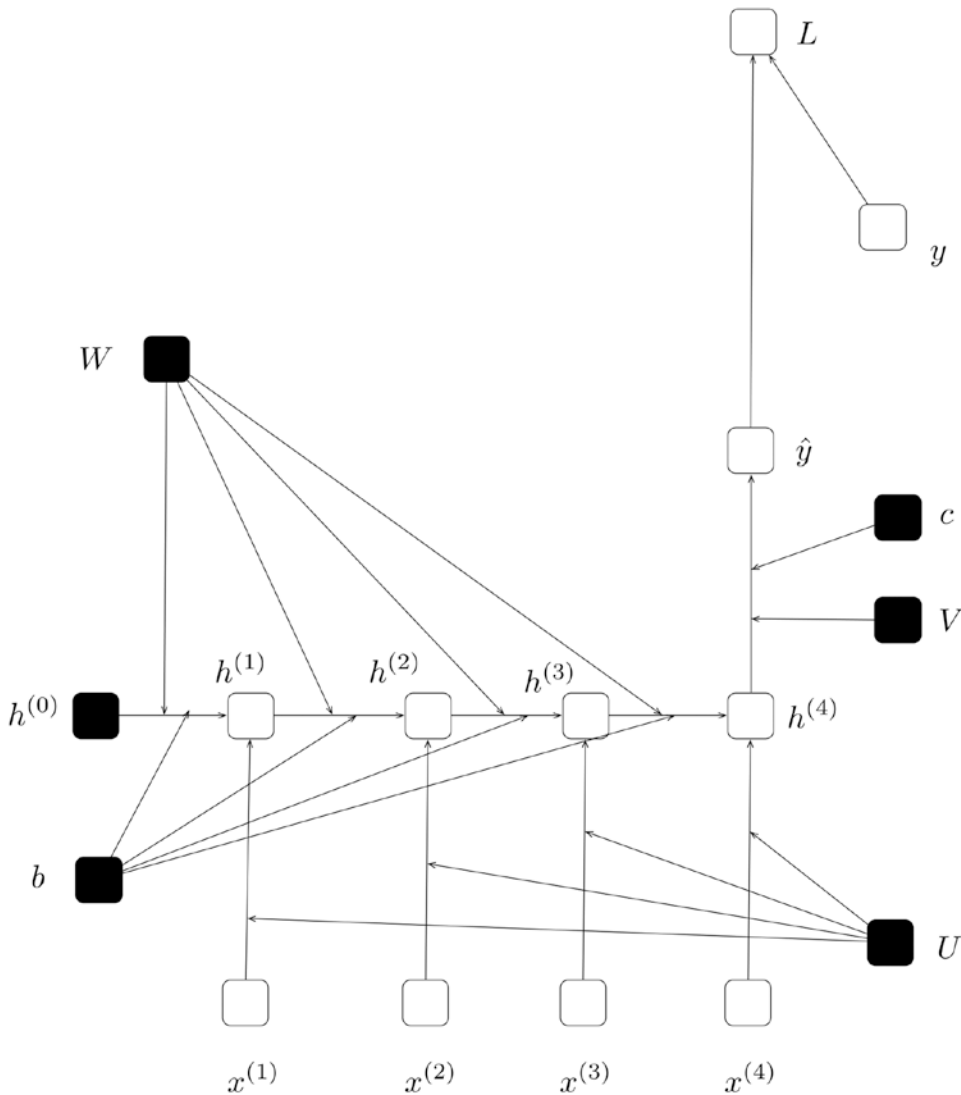 L
y
W
ŷ
c
V
h^{(1)}
h^{(2)}
h^{(3)}
h^{(0)}
h^{(4)}
b
U
x^{(1)}
x^{(2)}
x^{(3)}
x^{(4)}